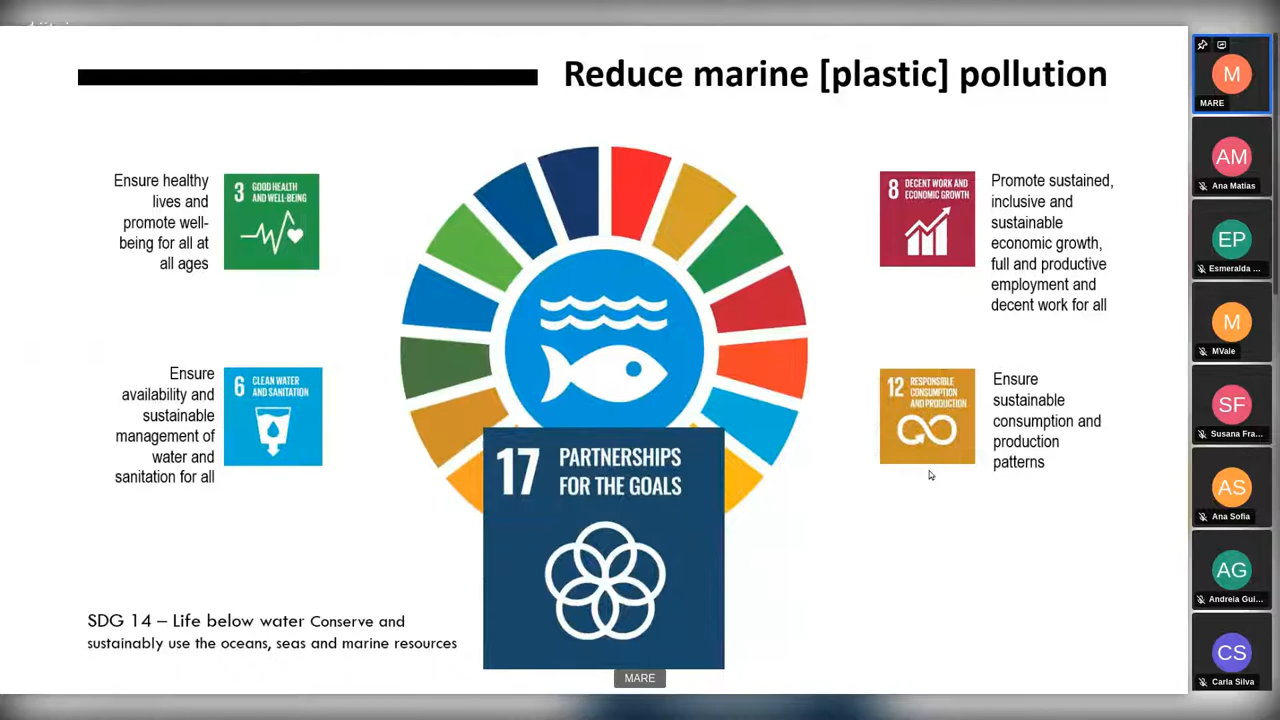 Reduce marine [plastic] pollution
Ensure healthy
lives and
promote well-
being for all at
all ages
3 GOOD HEALTH
AND WELL-BEING
8 DECENT WORK AND
ECONOMIC GROWTH
Promote sustained,
inclusive and
sustainable
economic growth,
full and productive
employment and
decent work for all
Ensure
availability and
sustainable
management of
water and
sanitation for all
6 CLEAN WATER
AND SANITATION
12 RESPONSIBLE
CONSUMPTION
AND PRODUCTION
Ensure
sustainable
consumption and
production
patterns
17 PARTNERSHIPS
FOR THE GOALS
SDG 14 – Life below water Conserve and
sustainably use the oceans, seas and marine resources
MARE
M
MARE
AM
Ana Matias
EP
Esmeralda ...
M
MVale
SF
Susana Fra...
AS
Ana Sofia
AG
Andreia Gui...
CS
Carla Silva